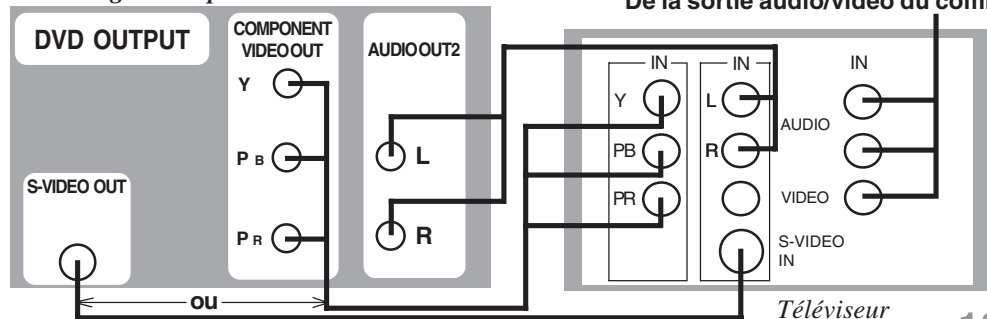 De la sortie audio/vidéo du
DVD OUTPUT
COMPONENT
VIDEO OUT
Y
PB
PR
AUDIO OUT2
L
R
S-VIDEO OUT
ou
IN
Y
PB
PR
IN
L
R
AUDIO
VIDEO
S-VIDEO
IN
IN
Téléviseur